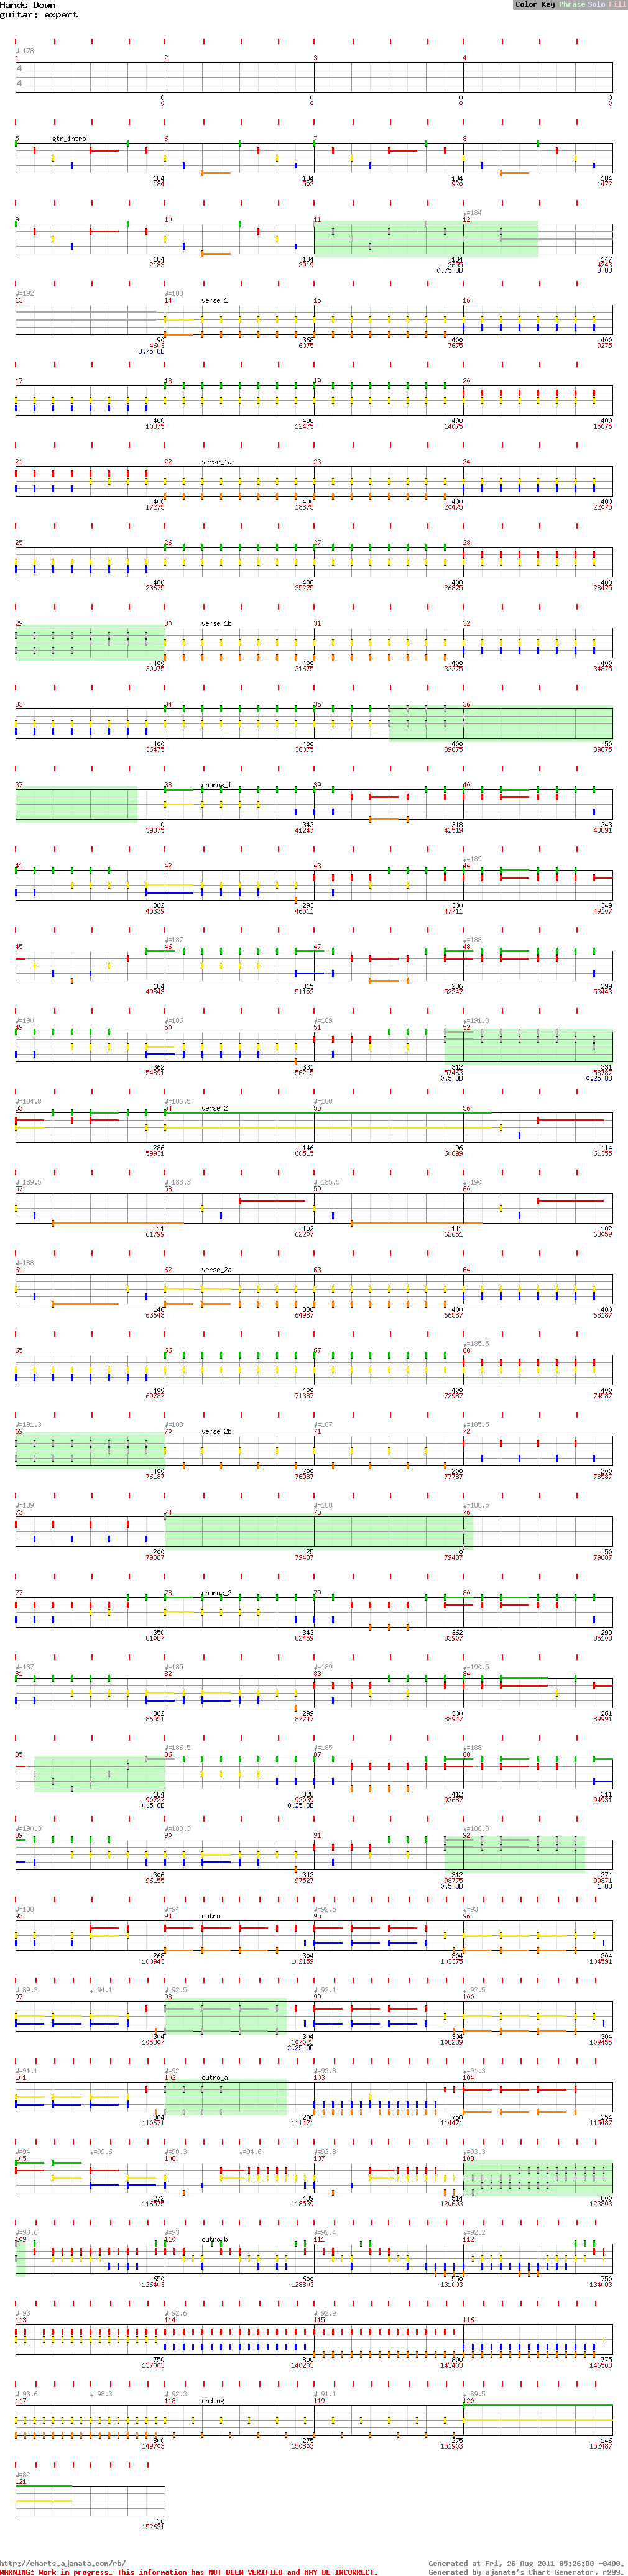 Hands Down
guitar: expert
Color Key Phrase Solo Fill
♩=178
1 2 3 4
4
4
0 0 0 0
0 0 0 0
5 gtr_intro 6 7 8
184 184 184 184
184 502 920 1472
♩=184
9 10 11 12
184 184 184 147
2183 2919 3655 4243
0.75 OD 3 OD
♩=192 ♩=188
13 14 verse_1 15 16
90 368 400 400
4603 6075 7675 9275
3.75 OD
17 18 19 20
400 400 400 400
10875 12475 14075 15675
21 22 verse_1a 23 24
400 400 400 400
17275 18875 20475 22075
25 26 27 28
400 400 400 400
23675 25275 26875 28475
29 30 verse_1b 31 32
400 400 400 400
30075 31675 33275 34875
33 34 35 36
400 400 400 50
36475 38075 39675 39875
37 38 chorus_1 39 40
0 343 318 343
39875 41247 42519 43891
♩=189
41 42 43 44
362 293 300 349
45339 46511 47711 49107
♩=187 ♩=188
45 46 47 48
184 315 286 299
49843 51103 52247 53443
♩=190 ♩=186 ♩=189 ♩=191.3
49 50 51 52
362 331 312 331
54891 56215 57463 58787
0.5 OD 0.25 OD
♩=184.8 ♩=186.5 ♩=188
53 54 verse_2 55 56
286 146 96 114
59931 60515 60899 61355
♩=189.5 ♩=188.3 ♩=185.5 ♩=190
57 58 59 60
111 102 111 102
61799 62207 62651 63059
♩=188
61 62 verse_2a 63 64
146 336 400 400
63643 64987 66587 68187
♩=185.5
65 66 67 68
400 400 400 400
69787 71387 72987 74587
♩=191.3 ♩=188 ♩=187 ♩=185.5
69 70 verse_2b 71 72
400 200 200 200
76187 76987 77787 78587
♩=189 ♩=188 ♩=188.5
73 74 75 76
200 25 0 50
79387 79487 79487 79687
77 78 chorus_2 79 80
350 343 362 299
81087 82459 83907 85103
♩=187 ♩=185 ♩=189 ♩=190.5
81 82 83 84
362 299 300 261
86551 87747 88947 89991
♩=186.5 ♩=185 ♩=188
85 86 87 88
184 328 412 311
90727 92039 93687 94931
0.5 OD 0.25 OD
♩=190.3 ♩=188.3 ♩=186.8
89 90 91 92
306 343 312 274
96155 97527 98775 99871
0.5 OD 1 OD
♩=188 ♩=94 ♩=92.5 ♩=93
93 94 outro 95 96
268 304 304 304
100943 102159 103375 104591
♩=89.3 ♩=94.1 ♩=92.5 ♩=92.1 ♩=92.5
97 98 99 100
304 304 304 304
105807 107023 108239 109455
2.25 OD
♩=91.1 ♩=92 ♩=92.8 ♩=91.3
101 102 outro_a 103 104
304 200 750 254
110671 111471 114471 115487
♩=94 ♩=99.6 ♩=90.3 ♩=94.6 ♩=92.8 ♩=93.3
105 106 107 108
272 489 514 800
116575 118539 120603 123803
♩=93.6 ♩=93 ♩=92.4 ♩=92.2
109 110 outro_b 111 112
650 600 550 750
126403 128803 131003 134003
♩=93 ♩=92.6 ♩=92.9
113 114 115 116
750 800 800 775
137003 140203 143403 146503
♩=93.6 ♩=98.3 ♩=92.3 ♩=91.1 ♩=89.5
117 118 ending 119 120
800 275 275 146
149703 150803 151903 152487
♩=82
121
36
152631
http://charts.ajanata.com/rb/
Generated at Fri, 26 Aug 2011 05:26:08 -0400.
WARNING: Work in progress. This information has NOT BEEN VERIFIED and MAY BE INCORRECT.
Generated by ajanata's Chart Generator, r299.